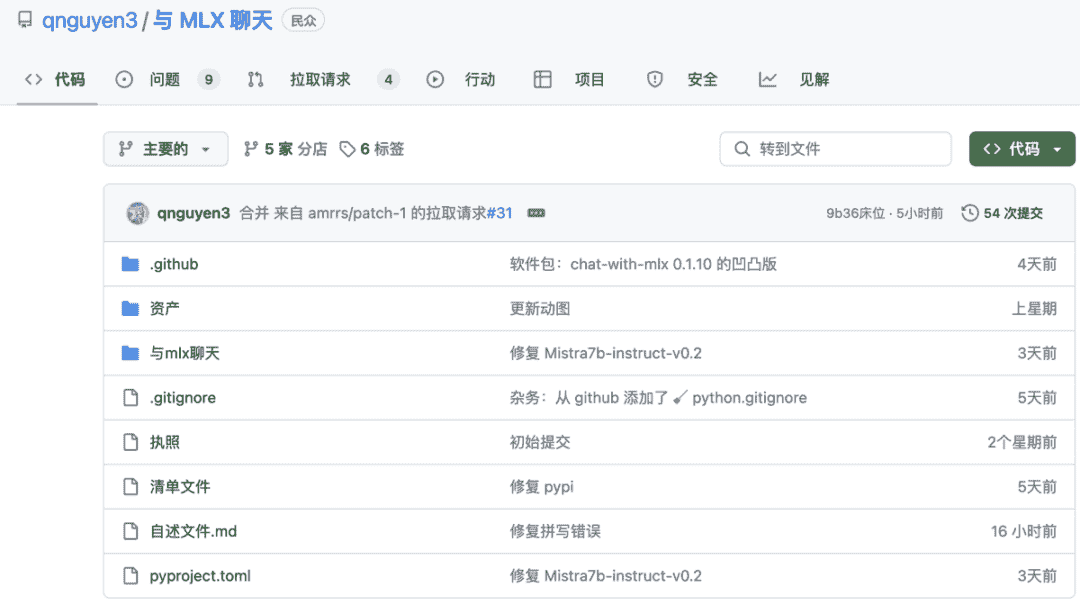 qnguyen3/与 MLX 聊天 民众
代码 问题 9 拉取请求 4 行动 项目 安全 见解
主要的 5 家 分店 6 标签 转到文件 代码
qnguyen3 合并 来自 amrrs/patch-1 的拉取请求#31 9b36床位 · 5小时前 54 次提交
.github 软件包：chat-with-mlx 0.1.10 的凹凸版 4天前
资产 更新动图 上星期
与mlx聊天 修复 Mistra7b-instruct-v0.2 3天前
.gitignore 杂务：从 github 添加了 python.gitignore 5天前
执照 初始提交 2个星期前
清单文件 修复 pypi 5天前
自述文件.md 修复拼写错误 16 小时前
pyproject.toml 修复 Mistra7b-instruct-v0.2 3天前